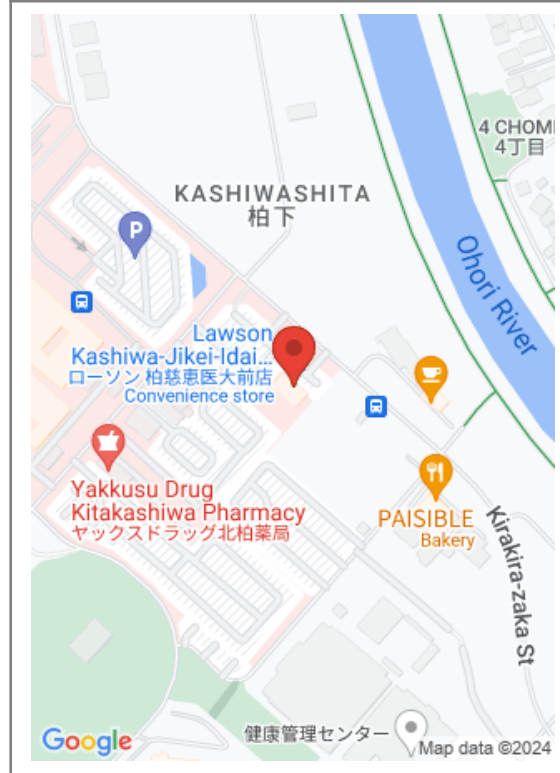 4 CHOM
4丁目
KASHIWASHITA
柏下
P
Ohori River
Lawson
Kashiwa-Jikei-Idai...
ローソン 柏慈恵医大前店
Convenience store
Yakkusu Drug
Kitakashiwa Pharmacy
ヤックスドラッグ北柏薬局
PAISIBLE
Bakery
Kirakira-zaka St
健康管理センター
Google
Map data ©2024